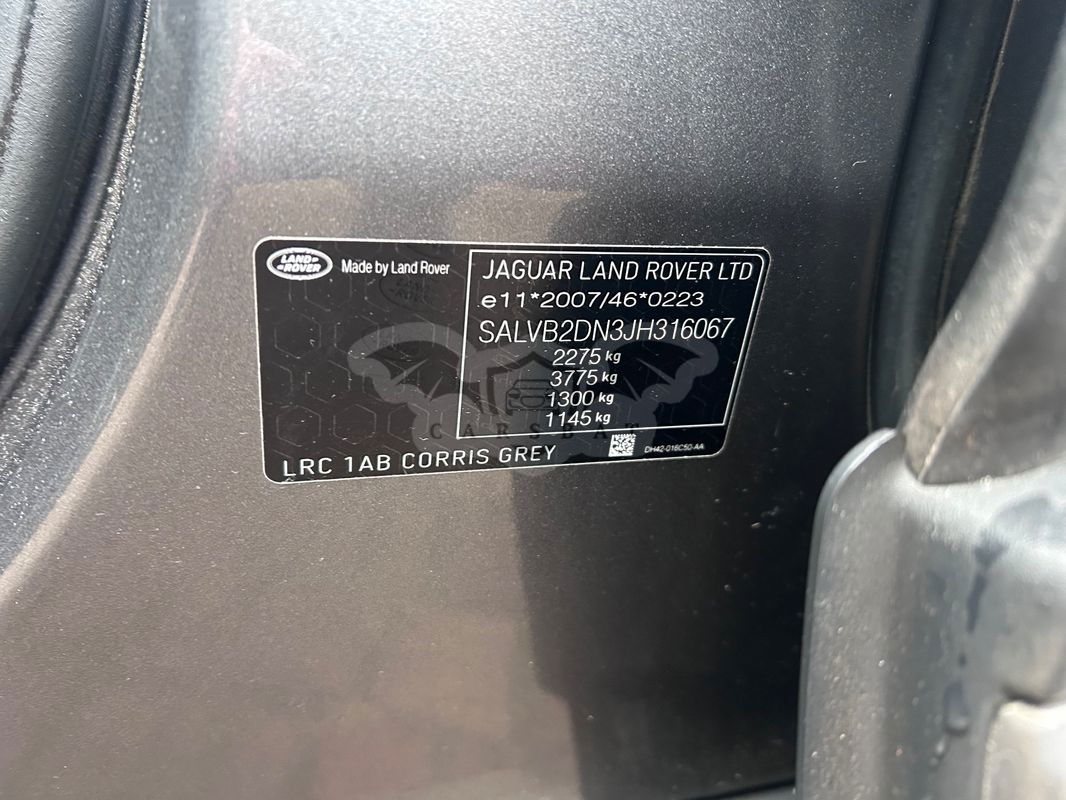 LAND ROVER
Made by Land Rover
JAGUAR LAND ROVER LTD
e11*2007/46*0223
SALVB2DN3JH316067
2275 kg
3775 kg
1300 kg
1145 kg
LRC 1AB CORRIS GREY
DH42-016C50-AA